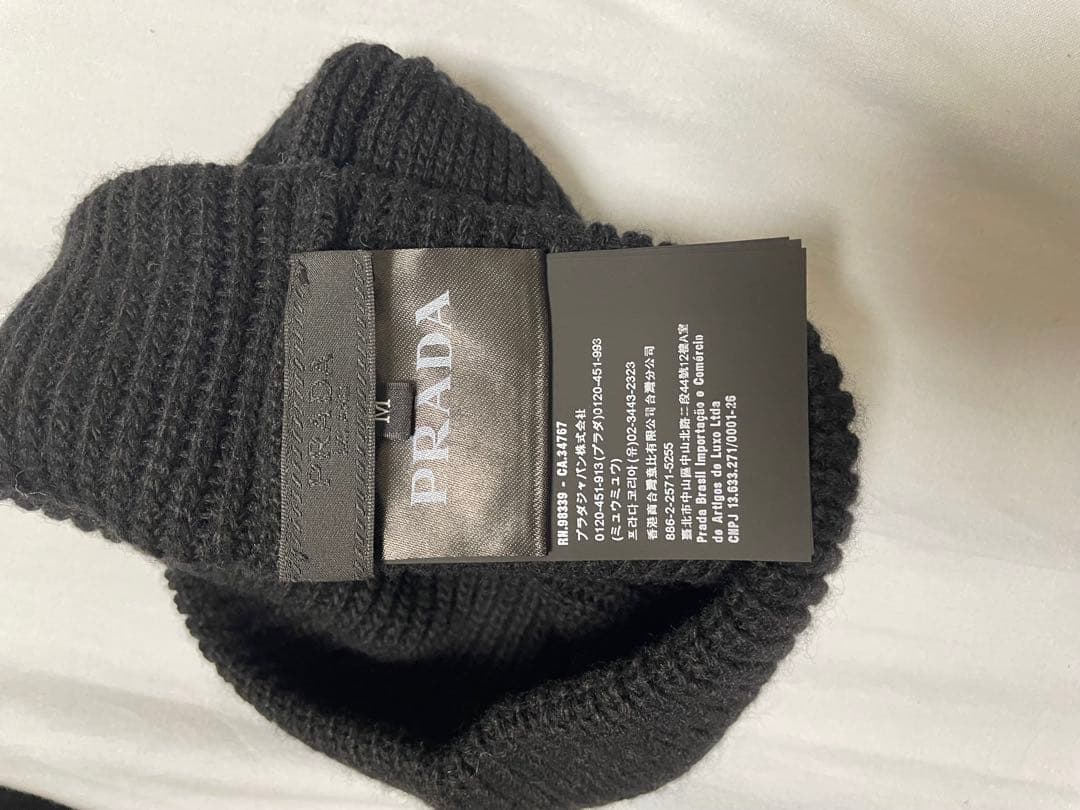 PRADA
M
PRADA
RN.98339 - CA.34767
プラダジャパン株式会社
0120-451-913(プラダ)0120-451-993
(ミュウミュウ)
프라다코리아(유)02-3443-2323
香港商台灣壹比有限公司台灣分公司
886-2-2571-5255
臺北市中山區中山北路二段44號12樓A室
Prada Brasil Importação e Comércio
de Artigos de Luxo Ltda
CNPJ 13.633.271/0001-26